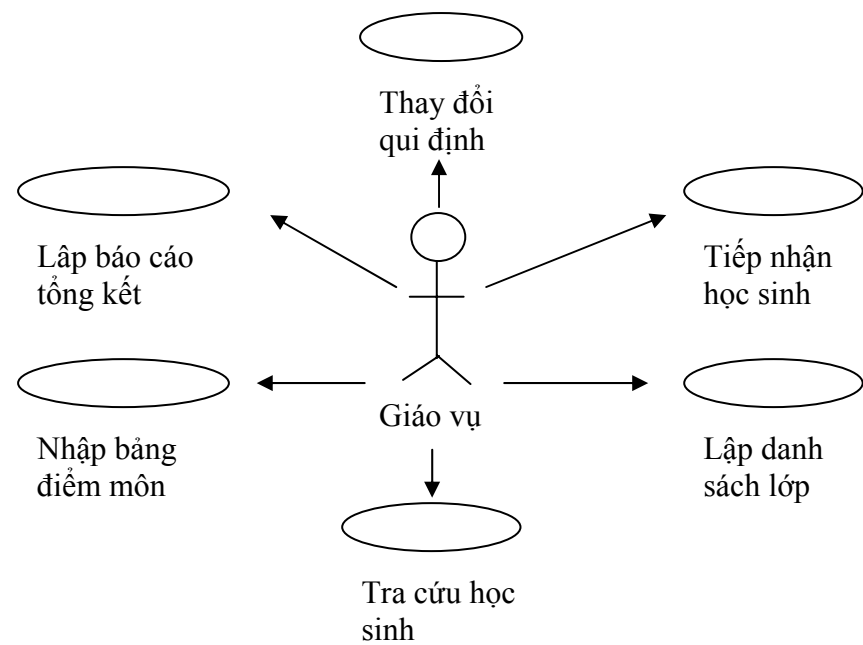 Thay đổi
qui định
Lâp báo cáo
tổng kết
Tiếp nhận
học sinh
Giáo vụ
Nhập bảng
điểm môn
Lập danh
sách lớp
Tra cứu học
sinh